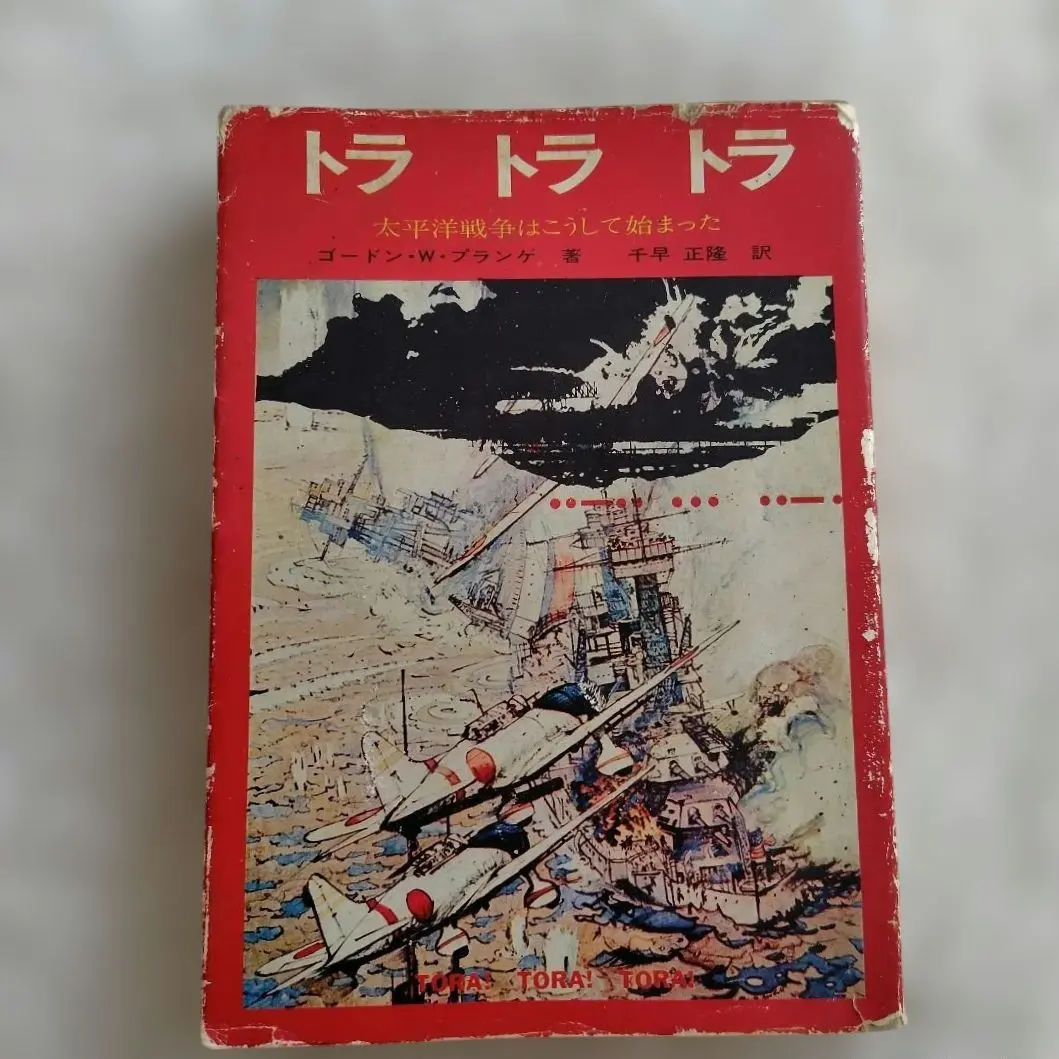 トラ トラ トラ
太平洋戦争はこうして始まった
ゴードン・W・プランゲ 著 千早 正隆 訳
TORA! TORA! TORA!